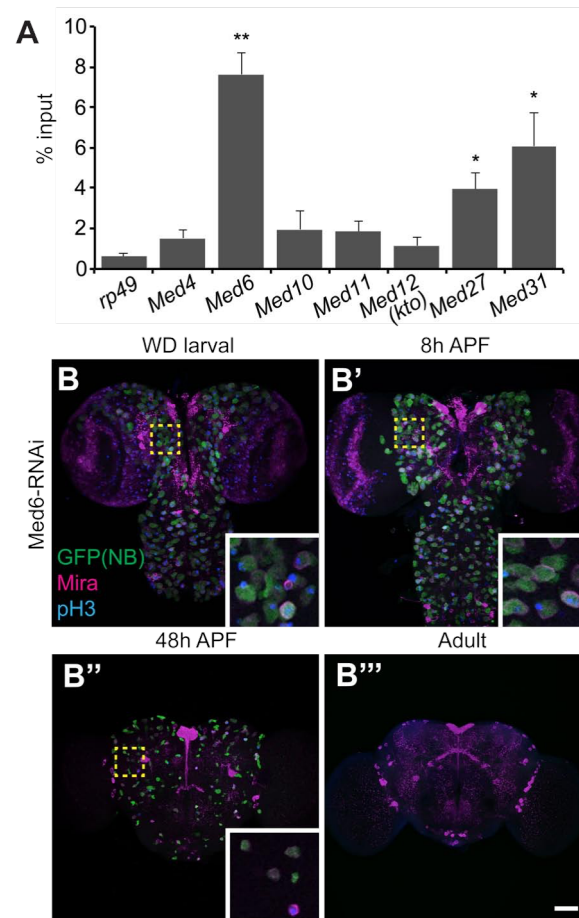 A
% input
10
8
6
4
2
0
**
*
*
rp49
Med4
Med6
Med10
Med11
Med12
(kto)
Med27
Med31
WD larval
8h APF
B
B'
Med6-RNAi
GFP(NB)
Mira
pH3
48h APF
Adult
B''
B'''